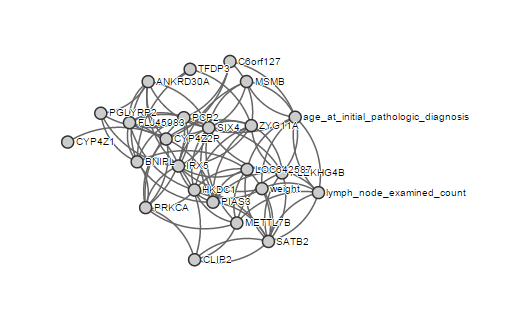 C6orf127
TFDP3
ANKRD30A
MSMB
PGLYRP2
PCP2
age_at_initial_pathologic_diagnosis
FLJ45983
SIX4
ZYG11A
CYP4Z1
CYP4Z2P
BNIPL
IRX5
LOC642587
HKDC1
weight
lymph_node_examined_count
PIAS3
PRKCA
METTL7B
SATB2
CLIP2